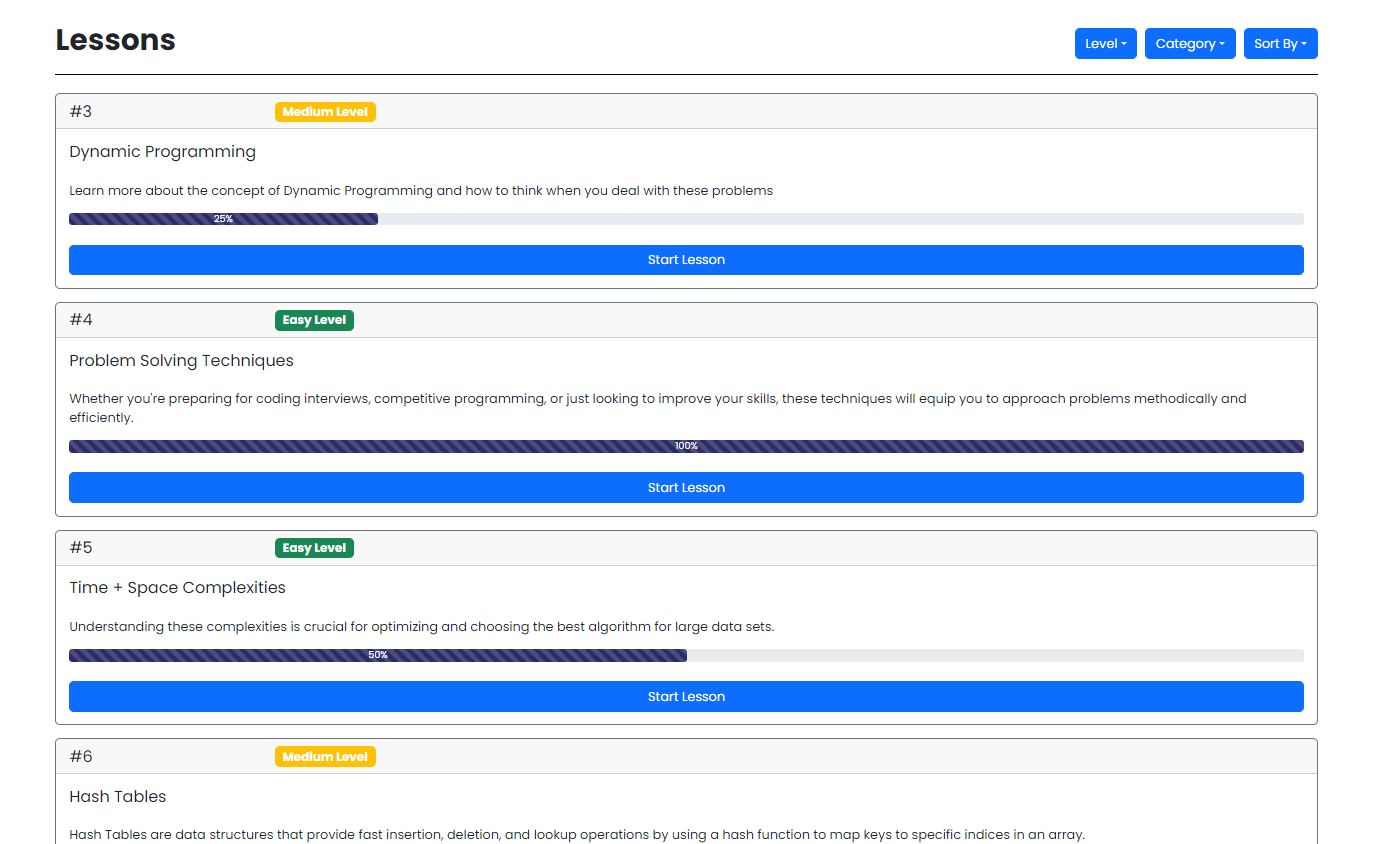 Lessons
Level Category Sort By
#3 Medium Level
Dynamic Programming
Learn more about the concept of Dynamic Programming and how to think when you deal with these problems
25%
Start Lesson
#4 Easy Level
Problem Solving Techniques
Whether you're preparing for coding interviews, competitive programming, or just looking to improve your skills, these techniques will equip you to approach problems methodically and
efficiently.
100%
Start Lesson
#5 Easy Level
Time + Space Complexities
Understanding these complexities is crucial for optimizing and choosing the best algorithm for large data sets.
50%
Start Lesson
#6 Medium Level
Hash Tables
Hash Tables are data structures that provide fast insertion, deletion, and lookup operations by using a hash function to map keys to specific indices in an array.